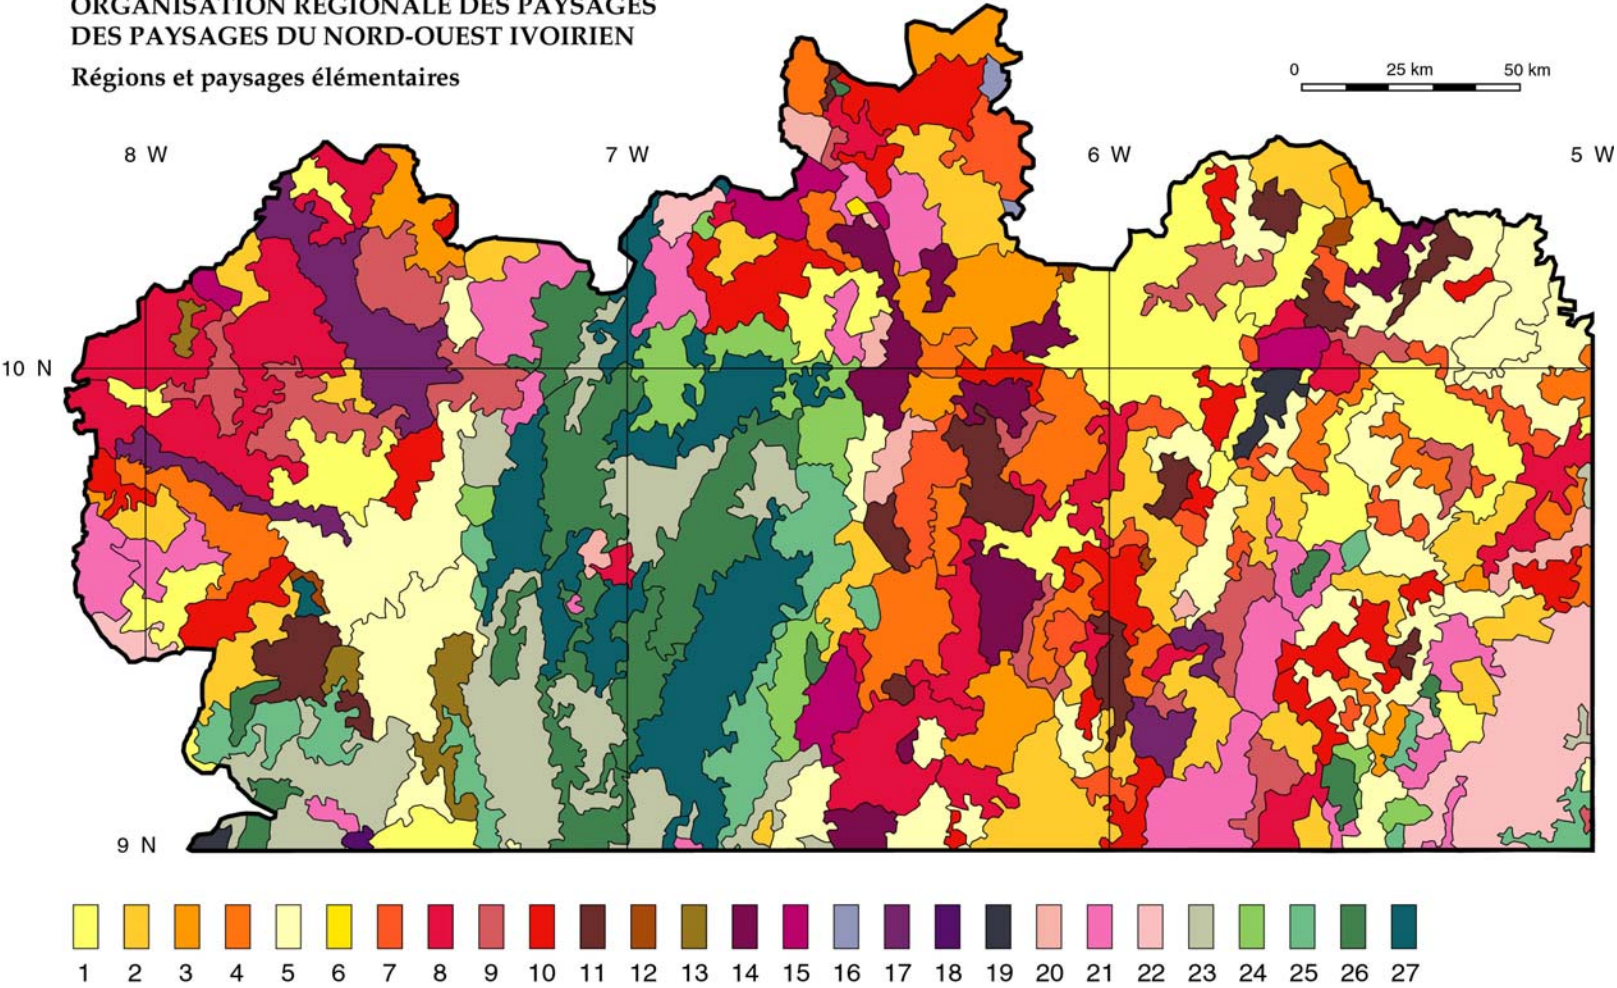 ORGANISATION RÉGIONALE DES PAYSAGES
DES PAYSAGES DU NORD-OUEST IVOIRIEN
Régions et paysages élémentaires
0 25 km 50 km
8 W 7 W 6 W 5 W
10 N
9 N
1 2 3 4 5 6 7 8 9 10 11 12 13 14 15 16 17 18 19 20 21 22 23 24 25 26 27